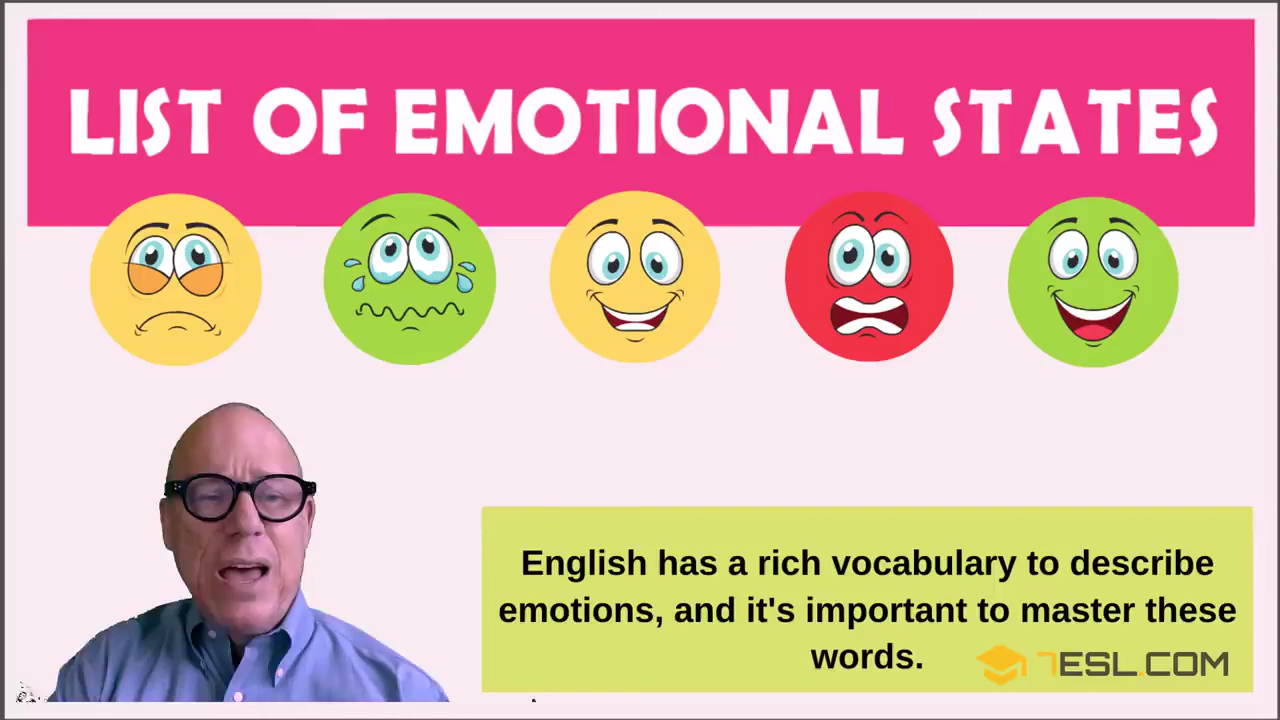 LIST OF EMOTIONAL STATES
English has a rich vocabulary to describe
emotions, and it's important to master these
words.
7ESL.COM